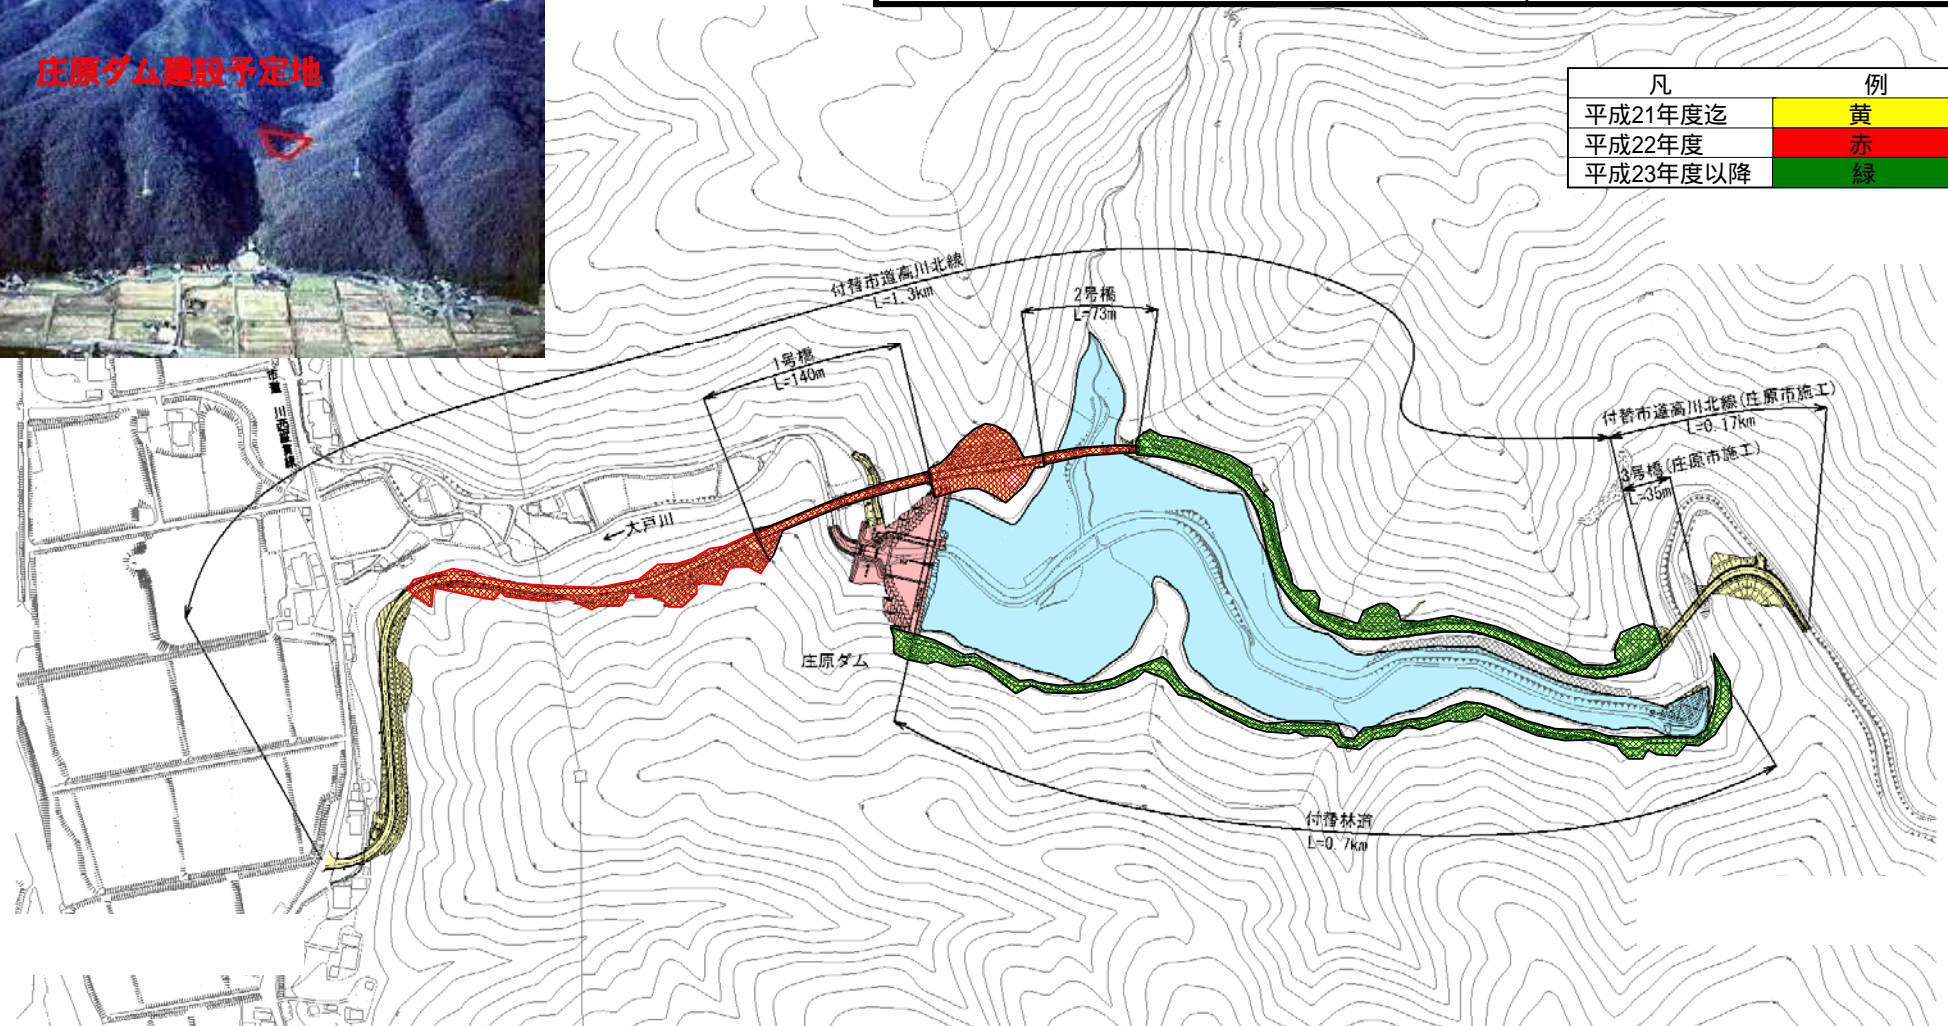 庄原ダム建設予定地
凡 例
平成21年度迄 黄
平成22年度 赤
平成23年度以降 緑
付替市道高川北線
L=1.3km
2号橋
L=73m
1号橋
L=140m
付替市道高川北線(庄原市施工)
L=0.17km
3号橋(庄原市施工)
L=35m
←大戸川
庄原ダム
付替林道
L=0.7km